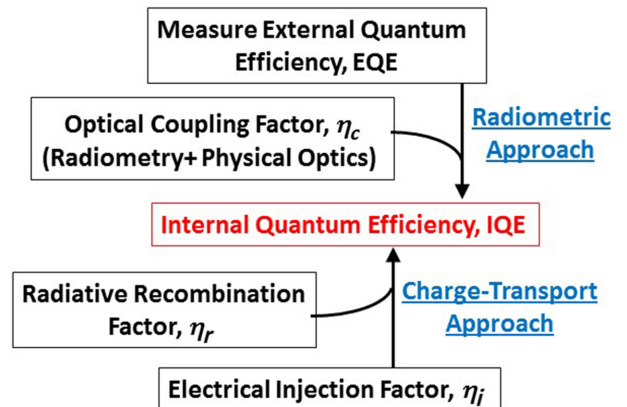 Measure External Quantum
Efficiency, EQE
Optical Coupling Factor, ηc
(Radiometry+ Physical Optics)
Radiometric
Approach
Internal Quantum Efficiency, IQE
Radiative Recombination
Factor, ηr
Charge-Transport
Approach
Electrical Injection Factor, ηi